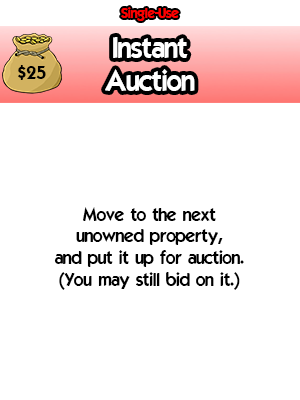 Single-Use
$25
Instant
Auction
Move to the next
unowned property,
and put it up for auction.
(You may still bid on it.)